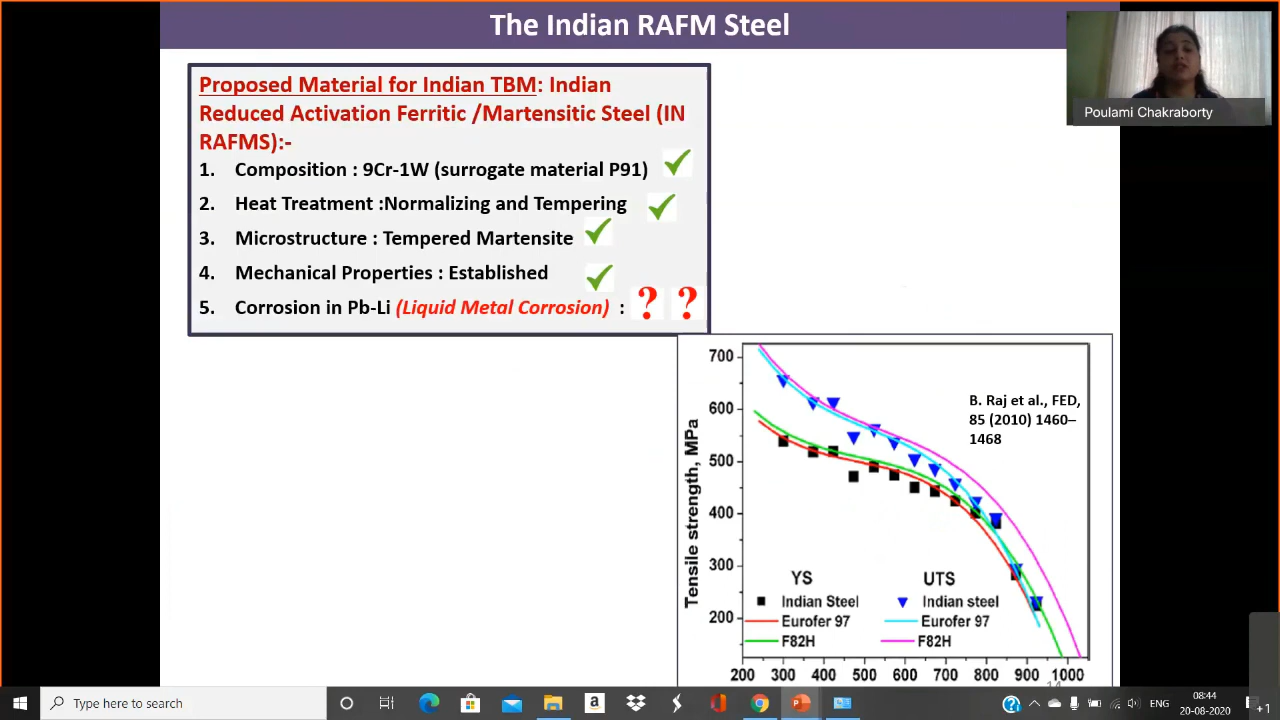 The Indian RAFM Steel
Poulami Chakraborty
Proposed Material for Indian TBM: Indian
Reduced Activation Ferritic /Martensitic Steel (IN
RAFMS):-
1. Composition : 9Cr-1W (surrogate material P91)
2. Heat Treatment :Normalizing and Tempering
3. Microstructure : Tempered Martensite
4. Mechanical Properties : Established
5. Corrosion in Pb-Li (Liquid Metal Corrosion) : ? ?
B. Raj et al., FED,
85 (2010) 1460–
1468
Tensile strength, MPa
700
600
500
400
300
200
YS UTS
Indian Steel Indian steel
Eurofer 97 Eurofer 97
F82H F82H
200 300 400 500 600 700 800 900 1000
14
Type here to search
ENG
08:44
20-08-2020
+1